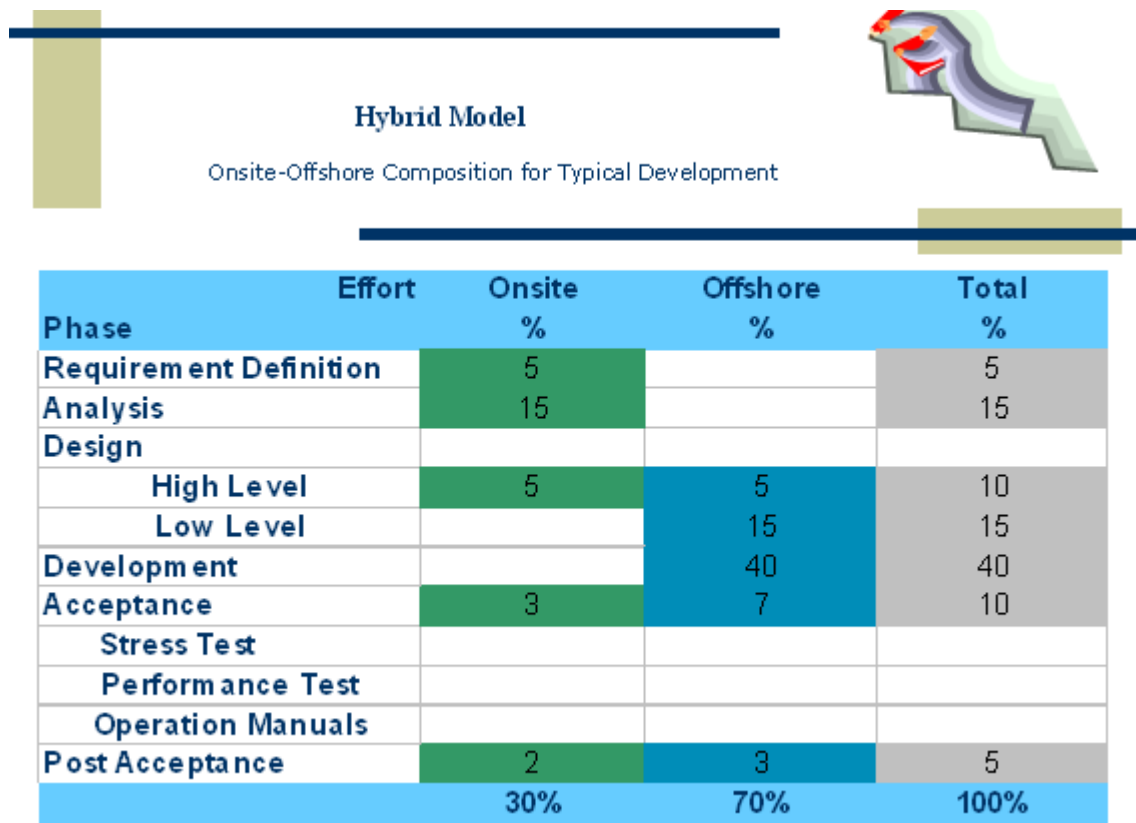 Hybrid Model
Onsite-Offshore Composition for Typical Development
Effort Onsite Offshore Total
Phase % % %
Requirement Definition 5 5
Analysis 15 15
Design
High Level 5 5 10
Low Level 15 15
Development 40 40
Acceptance 3 7 10
Stress Test
Performance Test
Operation Manuals
Post Acceptance 2 3 5
30% 70% 100%